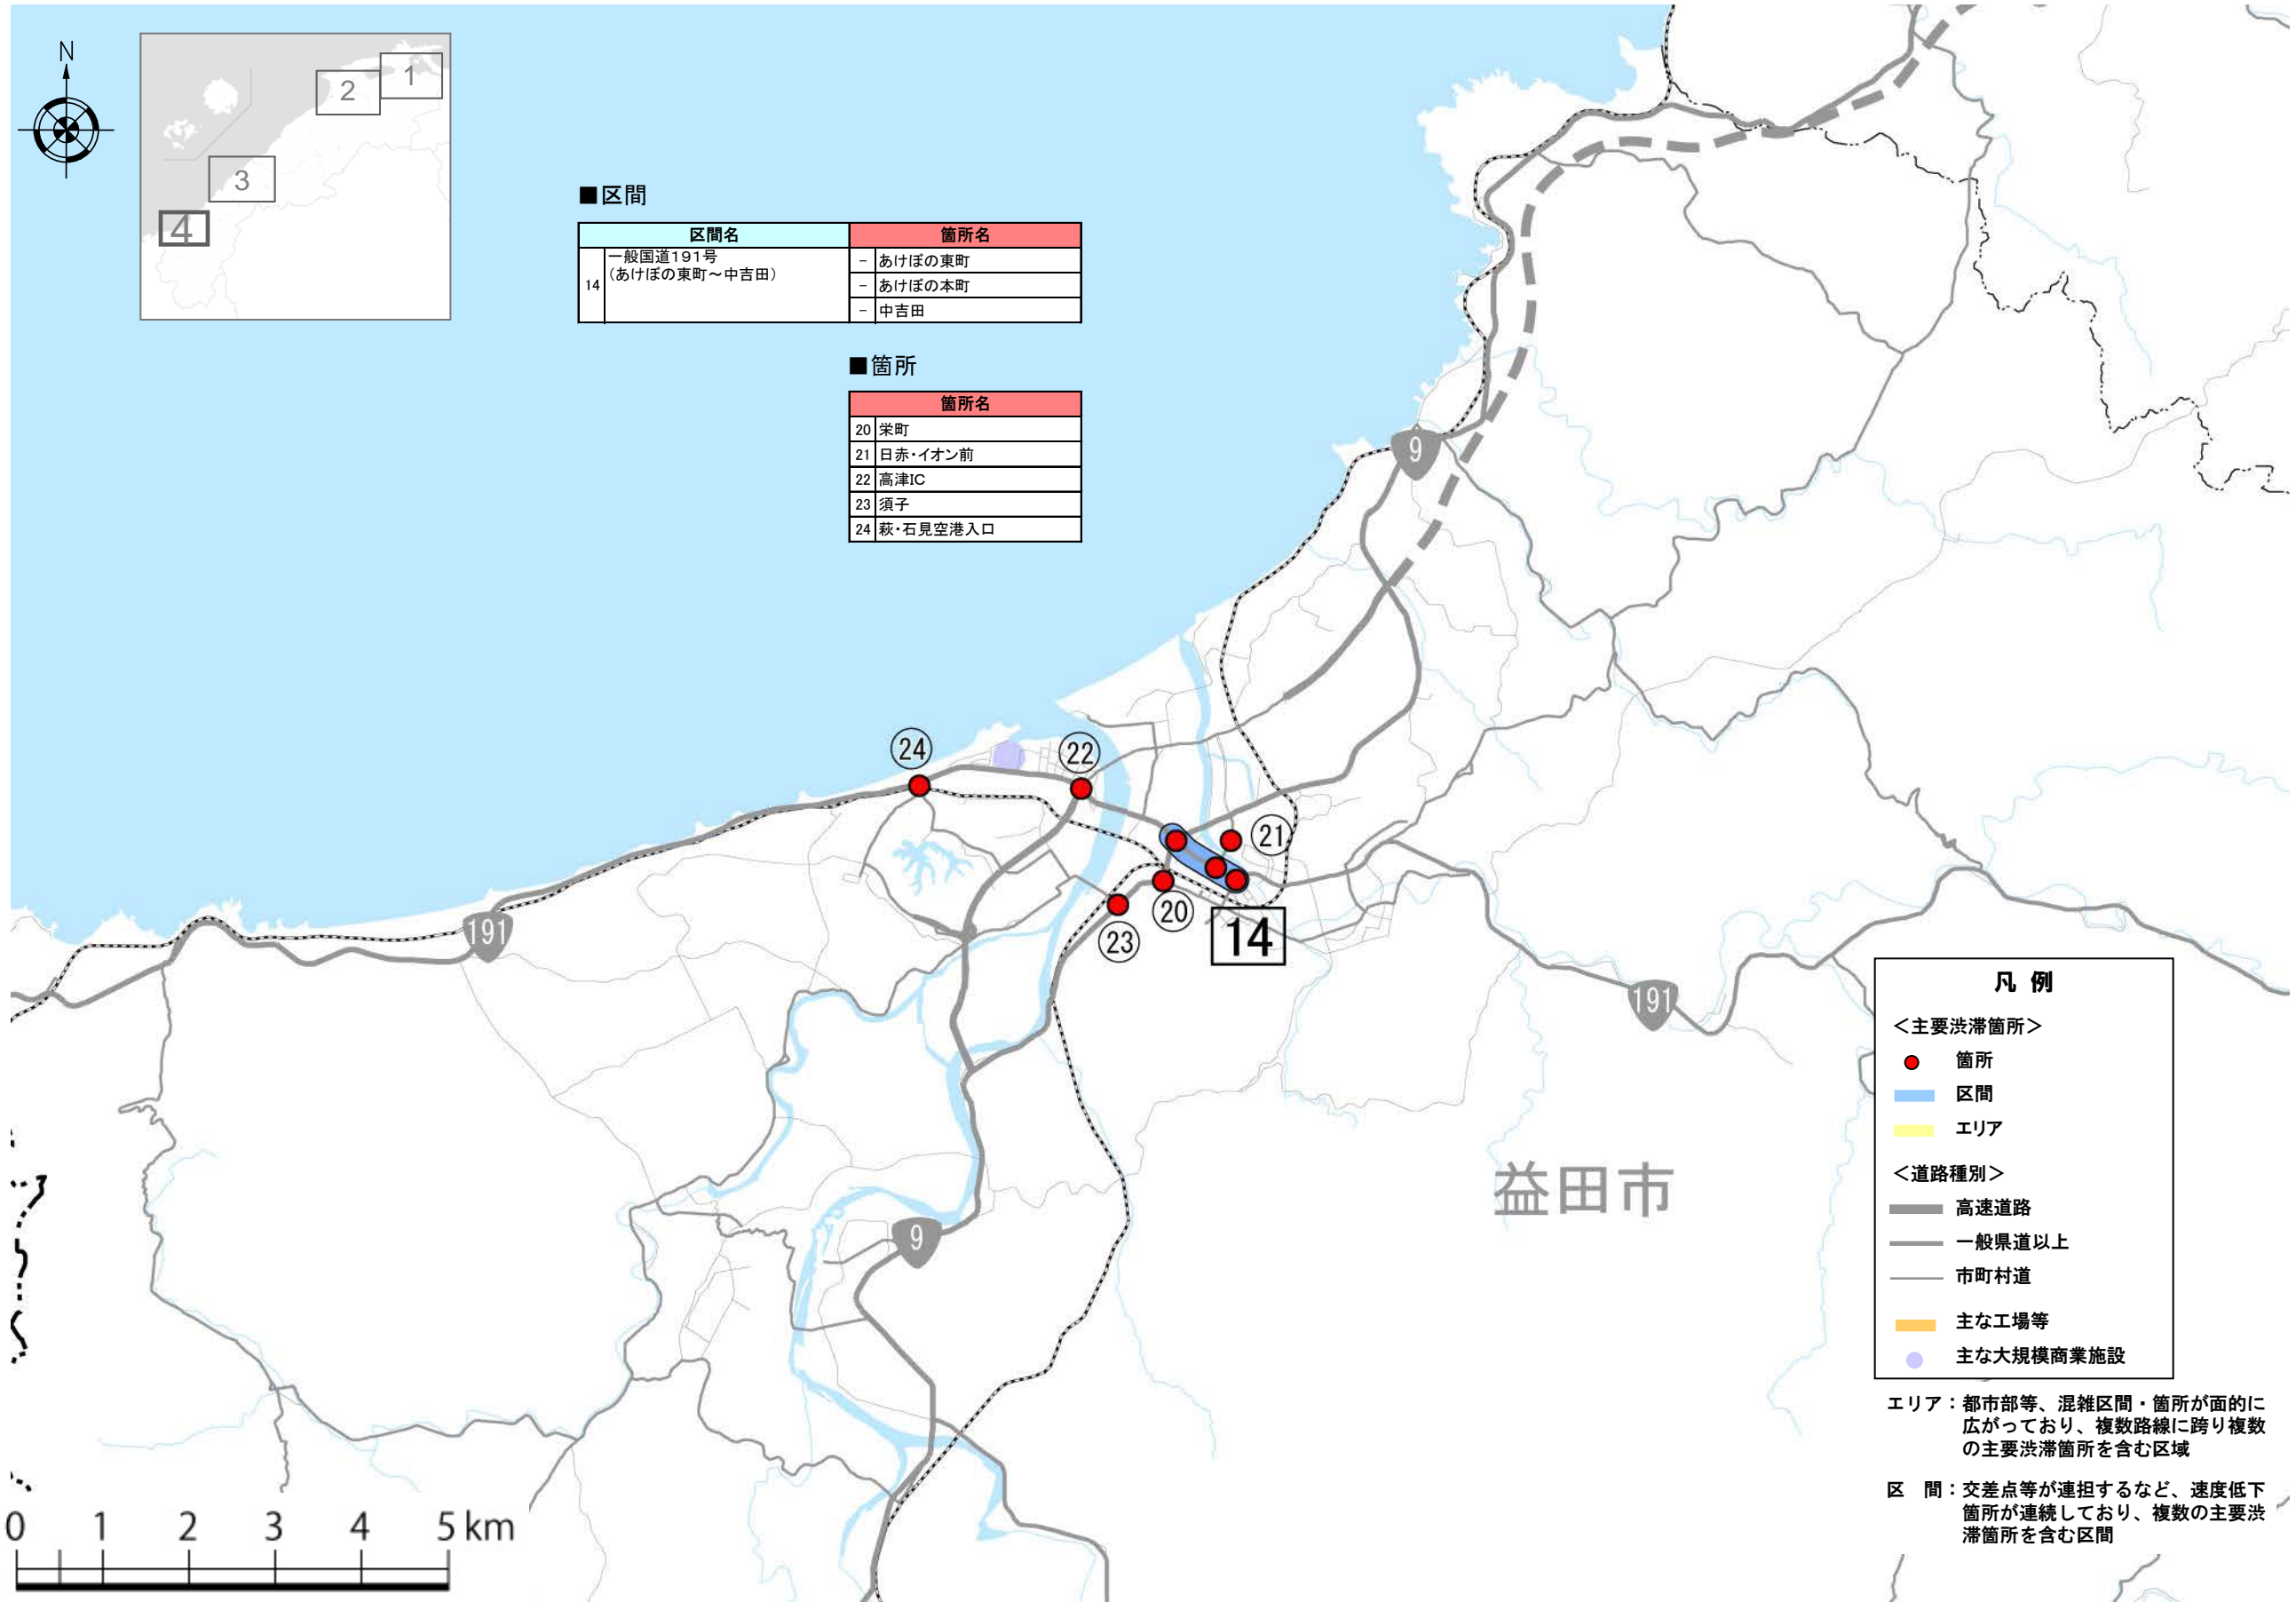 N
1
2
3
4
■区間
区間名 箇所名
14 一般国道191号
(あけぼの東町～中吉田)
- あけぼの東町
- あけぼの本町
- 中吉田
■箇所
箇所名
20 栄町
21 日赤・イオン前
22 高津IC
23 須子
24 萩・石見空港入口
9
24
22
21
20
23
14
191
191
9
益田市
凡 例
＜主要渋滞箇所＞
箇所
区間
エリア
＜道路種別＞
高速道路
一般県道以上
市町村道
主な工場等
主な大規模商業施設
エリア：都市部等、混雑区間・箇所が面的に
広がっており、複数路線に跨り複数
の主要渋滞箇所を含む区域
区 間：交差点等が連担するなど、速度低下
箇所が連続しており、複数の主要渋
滞箇所を含む区間
0 1 2 3 4 5 km